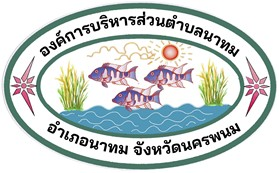 องค์การบริหารส่วนตำบลนาทม
อำเภอนาทม จังหวัดนครพนม